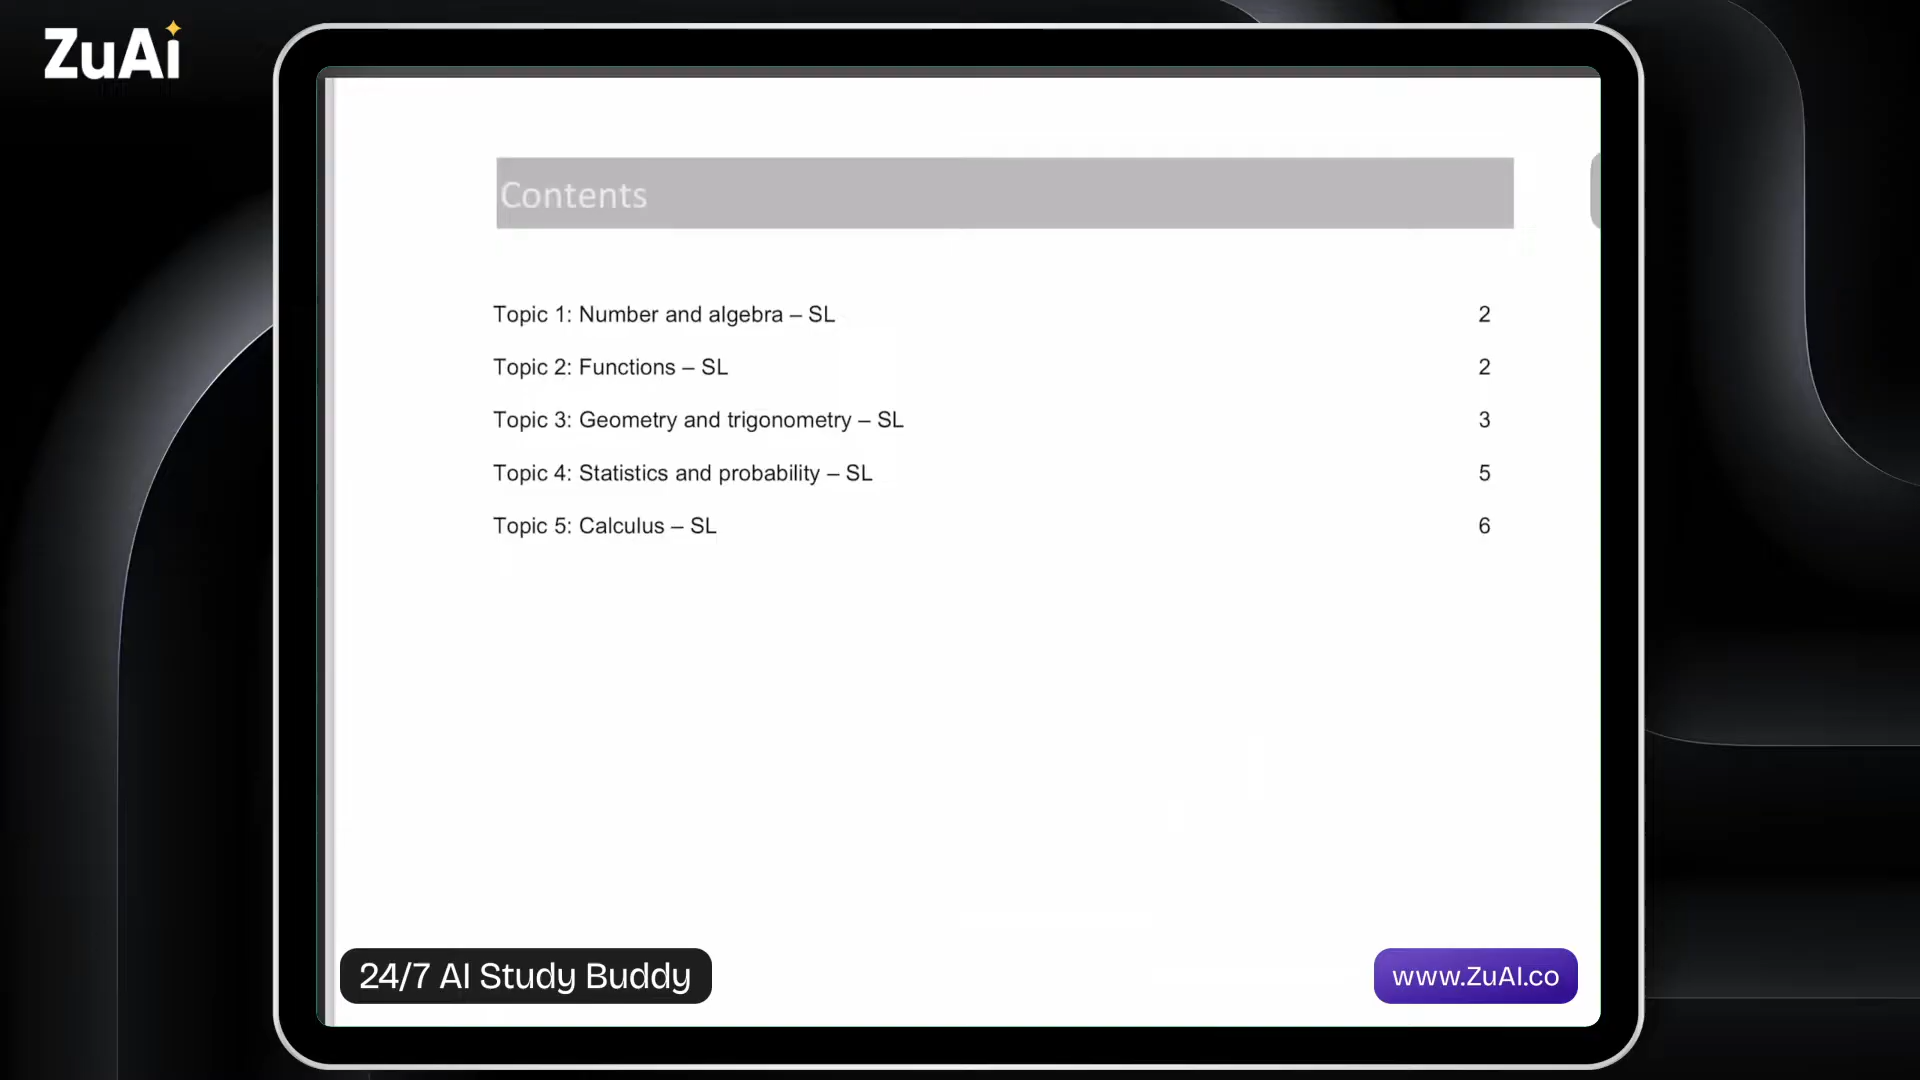 ZuAi
Contents
Topic 1: Number and algebra – SL 2
Topic 2: Functions – SL 2
Topic 3: Geometry and trigonometry – SL 3
Topic 4: Statistics and probability – SL 5
Topic 5: Calculus – SL 6
24/7 AI Study Buddy
www.ZuAI.co